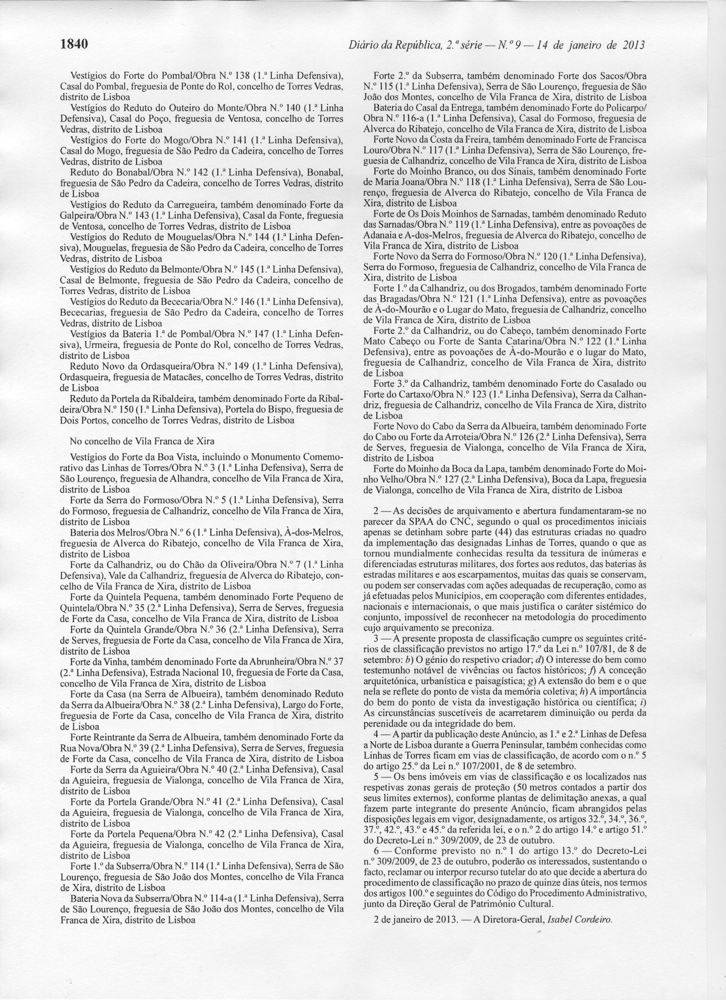 1840
Diário da República, 2.ª série — N.º 9 — 14 de janeiro de 2013
Vestígios do Forte do Pombal/Obra N.º 138 (1.ª Linha Defensiva),
Casal do Pombal, freguesia de Ponte do Rol, concelho de Torres Vedras,
distrito de Lisboa
Vestígios do Reduto do Outeiro do Monte/Obra N.º 140 (1.ª Linha
Defensiva), Casal do Poço, freguesia de Ventosa, concelho de Torres
Vedras, distrito de Lisboa
Vestígios do Forte do Mogo/Obra N.º 141 (1.ª Linha Defensiva),
Casal do Mogo, freguesia de São Pedro da Cadeira, concelho de Torres
Vedras, distrito de Lisboa
Reduto do Bonabal/Obra N.º 142 (1.ª Linha Defensiva), Bonabal,
freguesia de São Pedro da Cadeira, concelho de Torres Vedras, distrito
de Lisboa
Vestígios do Reduto da Carregueira, também denominado Forte da
Galpeira/Obra N.º 143 (1.ª Linha Defensiva), Casal da Fonte, freguesia
de Ventosa, concelho de Torres Vedras, distrito de Lisboa
Vestígios do Reduto de Mouguelas/Obra N.º 144 (1.ª Linha Defen-
siva), Mouguelas, freguesia de São Pedro da Cadeira, concelho de Torres
Vedras, distrito de Lisboa
Vestígios do Reduto da Belmonte/Obra N.º 145 (1.ª Linha Defensiva),
Casal de Belmonte, freguesia de São Pedro da Cadeira, concelho de
Torres Vedras, distrito de Lisboa
Vestígios do Reduto da Bececaria/Obra N.º 146 (1.ª Linha Defensiva),
Bececarias, freguesia de São Pedro da Cadeira, concelho de Torres
Vedras, distrito de Lisboa
Vestígios da Bateria 1.ª de Pombal/Obra N.º 147 (1.ª Linha Defen-
siva), Urmeira, freguesia de Ponte do Rol, concelho de Torres Vedras,
distrito de Lisboa
Reduto Novo da Ordasqueira/Obra N.º 149 (1.ª Linha Defensiva),
Ordasqueira, freguesia de Matacães, concelho de Torres Vedras, distrito
de Lisboa
Reduto da Portela da Ribaldeira, também denominado Forte da Ribal-
deira/Obra N.º 150 (1.ª Linha Defensiva), Portela do Bispo, freguesia de
Dois Portos, concelho de Torres Vedras, distrito de Lisboa
No concelho de Vila Franca de Xira
Vestígios do Forte da Boa Vista, incluindo o Monumento Comemo-
rativo das Linhas de Torres/Obra N.º 3 (1.ª Linha Defensiva), Serra de
São Lourenço, freguesia de Alhandra, concelho de Vila Franca de Xira,
distrito de Lisboa
Forte da Serra do Formoso/Obra N.º 5 (1.ª Linha Defensiva), Serra
do Formoso, freguesia de Calhandriz, concelho de Vila Franca de Xira,
distrito de Lisboa
Bateria dos Melros/Obra N.º 6 (1.ª Linha Defensiva), À-dos-Melros,
freguesia de Alverca do Ribatejo, concelho de Vila Franca de Xira,
distrito de Lisboa
Forte da Calhandriz, ou do Chão da Oliveira/Obra N.º 7 (1.ª Linha
Defensiva), Vale da Calhandriz, freguesia de Alverca do Ribatejo, con-
celho de Vila Franca de Xira, distrito de Lisboa
Forte da Quintela Pequena, também denominado Forte Pequeno de
Quintela/Obra N.º 35 (2.ª Linha Defensiva), Serra de Serves, freguesia
de Forte da Casa, concelho de Vila Franca de Xira, distrito de Lisboa
Forte da Quintela Grande/Obra N.º 36 (2.ª Linha Defensiva), Serra
de Serves, freguesia de Forte da Casa, concelho de Vila Franca de Xira,
distrito de Lisboa
Forte da Vinha, também denominado Forte da Abrunheira/Obra N.º 37
(2.ª Linha Defensiva), Estrada Nacional 10, freguesia de Forte da Casa,
concelho de Vila Franca de Xira, distrito de Lisboa
Forte da Casa (na Serra de Albueira), também denominado Reduto
da Serra da Albueira/Obra N.º 38 (2.ª Linha Defensiva), Largo do Forte,
freguesia de Forte da Casa, concelho de Vila Franca de Xira, distrito
de Lisboa
Forte Reintrante da Serra de Albueira, também denominado Forte da
Rua Nova/Obra N.º 39 (2.ª Linha Defensiva), Serra de Serves, freguesia
de Forte da Casa, concelho de Vila Franca de Xira, distrito de Lisboa
Forte da Serra da Aguieira/Obra N.º 40 (2.ª Linha Defensiva), Casal
da Aguieira, freguesia de Vialonga, concelho de Vila Franca de Xira,
distrito de Lisboa
Forte da Portela Grande/Obra N.º 41 (2.ª Linha Defensiva), Casal
da Aguieira, freguesia de Vialonga, concelho de Vila Franca de Xira,
distrito de Lisboa
Forte da Portela Pequena/Obra N.º 42 (2.ª Linha Defensiva), Casal
da Aguieira, freguesia de Vialonga, concelho de Vila Franca de Xira,
distrito de Lisboa
Forte 1.º da Subserra/Obra N.º 114 (1.ª Linha Defensiva), Serra de São
Lourenço, freguesia de São João dos Montes, concelho de Vila Franca
de Xira, distrito de Lisboa
Bateria Nova da Subserra/Obra N.º 114-a (1.ª Linha Defensiva), Serra
de São Lourenço, freguesia de São João dos Montes, concelho de Vila
Franca de Xira, distrito de Lisboa
Forte 2.º da Subserra, também denominado Forte dos Sacos/Obra
N.º 115 (1.ª Linha Defensiva), Serra de São Lourenço, freguesia de São
João dos Montes, concelho de Vila Franca de Xira, distrito de Lisboa
Bateria do Casal da Entrega, também denominado Forte do Policarpo/
Obra N.º 116-a (1.ª Linha Defensiva), Casal do Formoso, freguesia de
Alverca do Ribatejo, concelho de Vila Franca de Xira, distrito de Lisboa
Forte Novo da Costa da Freira, também denominado Forte de Francisca
Louro/Obra N.º 117 (1.ª Linha Defensiva), Serra de São Lourenço, fre-
guesia de Calhandriz, concelho de Vila Franca de Xira, distrito de Lisboa
Forte do Moinho Branco, ou dos Sinais, também denominado Forte
de Maria Joana/Obra N.º 118 (1.ª Linha Defensiva), Serra de São Lou-
renço, freguesia de Alverca do Ribatejo, concelho de Vila Franca de
Xira, distrito de Lisboa
Forte de Os Dois Moinhos de Sarnadas, também denominado Reduto
das Sarnadas/Obra N.º 119 (1.ª Linha Defensiva), entre as povoações de
Adanaia e A-dos-Melros, freguesia de Alverca do Ribatejo, concelho de
Vila Franca de Xira, distrito de Lisboa
Forte Novo da Serra do Formoso/Obra N.º 120 (1.ª Linha Defensiva),
Serra do Formoso, freguesia de Calhandriz, concelho de Vila Franca de
Xira, distrito de Lisboa
Forte 1.º da Calhandriz, ou dos Brogados, também denominado Forte
das Bragadas/Obra N.º 121 (1.ª Linha Defensiva), entre as povoações
de À-do-Mourão e o Lugar do Mato, freguesia de Calhandriz, concelho
de Vila Franca de Xira, distrito de Lisboa
Forte 2.º da Calhandriz, ou do Cabeço, também denominado Forte
Mato Cabeço ou Forte de Santa Catarina/Obra N.º 122 (1.ª Linha
Defensiva), entre as povoações de À-do-Mourão e o lugar do Mato,
freguesia de Calhandriz, concelho de Vila Franca de Xira, distrito
de Lisboa
Forte 3.º da Calhandriz, também denominado Forte do Casalado ou
Forte do Cartaxo/Obra N.º 123 (1.ª Linha Defensiva), Serra da Calhan-
driz, freguesia de Calhandriz, concelho de Vila Franca de Xira, distrito
de Lisboa
Forte Novo do Cabo da Serra da Albueira, também denominado Forte
do Cabo ou Forte da Arroteia/Obra N.º 126 (2.ª Linha Defensiva), Serra
de Serves, freguesia de Vialonga, concelho de Vila Franca de Xira,
distrito de Lisboa
Forte do Moinho da Boca da Lapa, também denominado Forte do Moi-
nho Velho/Obra N.º 127 (2.ª Linha Defensiva), Boca da Lapa, freguesia
de Vialonga, concelho de Vila Franca de Xira, distrito de Lisboa
2 — As decisões de arquivamento e abertura fundamentaram-se no
parecer da SPAA do CNC, segundo o qual os procedimentos iniciais
apenas se detinham sobre parte (44) das estruturas criadas no quadro
da implementação das designadas Linhas de Torres, quando o que as
tornou mundialmente conhecidas resulta da tessitura de inúmeras e
diferenciadas estruturas militares, dos fortes aos redutos, das baterias às
estradas militares e aos escarpamentos, muitas das quais se conservam,
ou podem ser conservadas com ações adequadas de recuperação, como as
já efetuadas pelos Municípios, em cooperação com diferentes entidades,
nacionais e internacionais, o que mais justifica o caráter sistémico do
conjunto, impossível de reconhecer na metodologia do procedimento
cujo arquivamento se preconiza.
3 — A presente proposta de classificação cumpre os seguintes crité-
rios de classificação previstos no artigo 17.º da Lei n.º 107/81, de 8 de
setembro: b) O génio do respetivo criador; d) O interesse do bem como
testemunho notável de vivências ou factos históricos; f) A conceção
arquitetónica, urbanística e paisagística; g) A extensão do bem e o que
nela se reflete do ponto de vista da memória coletiva; h) A importância
do bem do ponto de vista da investigação histórica ou científica; i)
As circunstâncias suscetíveis de acarretarem diminuição ou perda da
perenidade ou da integridade do bem.
4 — A partir da publicação deste Anúncio, as 1.ª e 2.ª Linhas de Defesa
a Norte de Lisboa durante a Guerra Peninsular, também conhecidas como
Linhas de Torres ficam em vias de classificação, de acordo com o n.º 5
do artigo 25.º da Lei n.º 107/2001, de 8 de setembro.
5 — Os bens imóveis em vias de classificação e os localizados nas
respetivas zonas gerais de proteção (50 metros contados a partir dos
seus limites externos), conforme plantas de delimitação anexas, a qual
fazem parte integrante do presente Anúncio, ficam abrangidos pelas
disposições legais em vigor, designadamente, os artigos 32.º, 34.º, 36.º,
37.º, 42.º, 43.º e 45.º da referida lei, e o n.º 2 do artigo 14.º e artigo 51.º
do Decreto-Lei n.º 309/2009, de 23 de outubro.
6 — Conforme previsto no n.º 1 do artigo 13.º do Decreto-Lei
n.º 309/2009, de 23 de outubro, poderão os interessados, sustentando o
facto, reclamar ou interpor recurso tutelar do ato que decide a abertura do
procedimento de classificação no prazo de quinze dias úteis, nos termos
dos artigos 100.º e seguintes do Código do Procedimento Administrativo,
junto da Direção Geral de Património Cultural.
2 de janeiro de 2013. — A Diretora-Geral, Isabel Cordeiro.